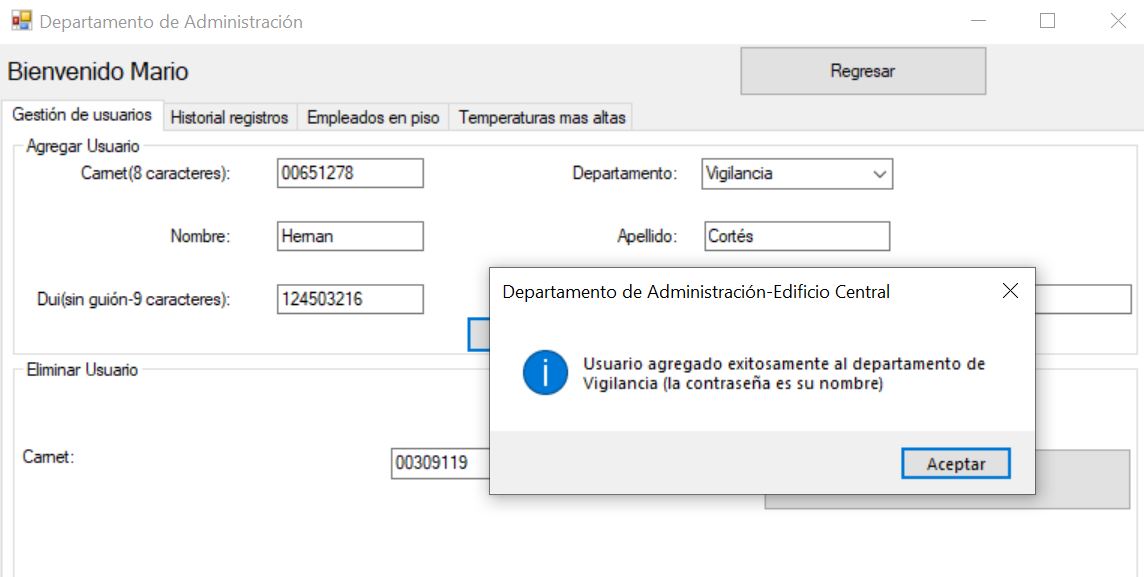 Departamento de Administración
Bienvenido Mario
Regresar
Gestión de usuarios
Historial registros
Empleados en piso
Temperaturas mas altas
Agregar Usuario
Carnet(8 caracteres):
00651278
Departamento:
Vigilancia
Nombre:
Hernan
Apellido:
Cortés
Dui(sin guión-9 caracteres):
124503216
Departamento de Administración-Edificio Central
Usuario agregado exitosamente al departamento de
Vigilancia (la contraseña es su nombre)
Aceptar
Eliminar Usuario
Carnet:
00309119